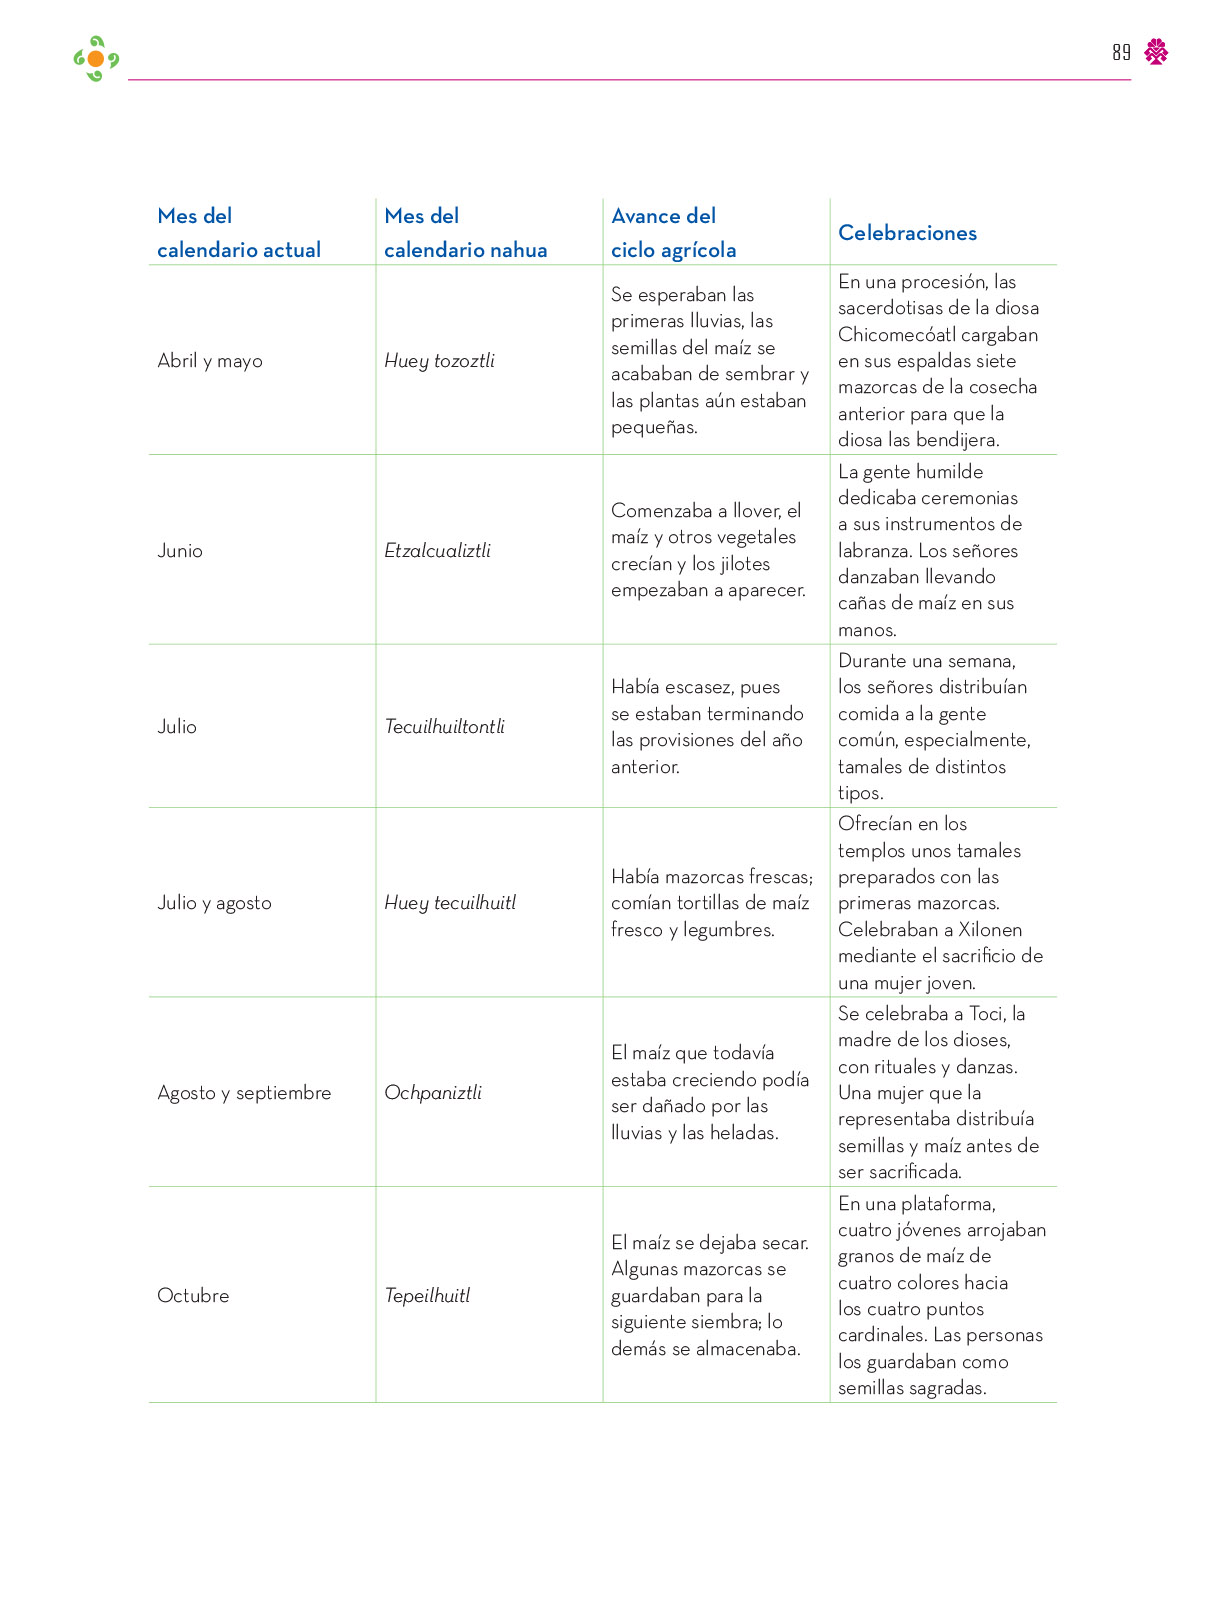 89
Mes del
calendario actual
Mes del
calendario nahua
Avance del
ciclo agrícola
Celebraciones
Abril y mayo
Huey tozoztli
Se esperaban las
primeras lluvias, las
semillas del maíz se
acababan de sembrar y
las plantas aún estaban
pequeñas.
En una procesión, las
sacerdotisas de la diosa
Chicomecóatl cargaban
en sus espaldas siete
mazorcas de la cosecha
anterior para que la
diosa las bendijera.
Junio
Etzalcualiztli
Comenzaba a llover, el
maíz y otros vegetales
crecían y los jilotes
empezaban a aparecer.
La gente humilde
dedicaba ceremonias
a sus instrumentos de
labranza. Los señores
danzaban llevando
cañas de maíz en sus
manos.
Julio
Tecuilhuiltontli
Había escasez, pues
se estaban terminando
las provisiones del año
anterior.
Durante una semana,
los señores distribuían
comida a la gente
común, especialmente,
tamales de distintos
tipos.
Julio y agosto
Huey tecuilhuitl
Había mazorcas frescas;
comían tortillas de maíz
fresco y legumbres.
Ofrecían en los
templos unos tamales
preparados con las
primeras mazorcas.
Celebraban a Xilonen
mediante el sacrificio de
una mujer joven.
Agosto y septiembre
Ochpaniztli
El maíz que todavía
estaba creciendo podía
ser dañado por las
lluvias y las heladas.
Se celebraba a Toci, la
madre de los dioses,
con rituales y danzas.
Una mujer que la
representaba distribuía
semillas y maíz antes de
ser sacrificada.
Octubre
Tepeilhuitl
El maíz se dejaba secar.
Algunas mazorcas se
guardaban para la
siguiente siembra; lo
demás se almacenaba.
En una plataforma,
cuatro jóvenes arrojaban
granos de maíz de
cuatro colores hacia
los cuatro puntos
cardinales. Las personas
los guardaban como
semillas sagradas.